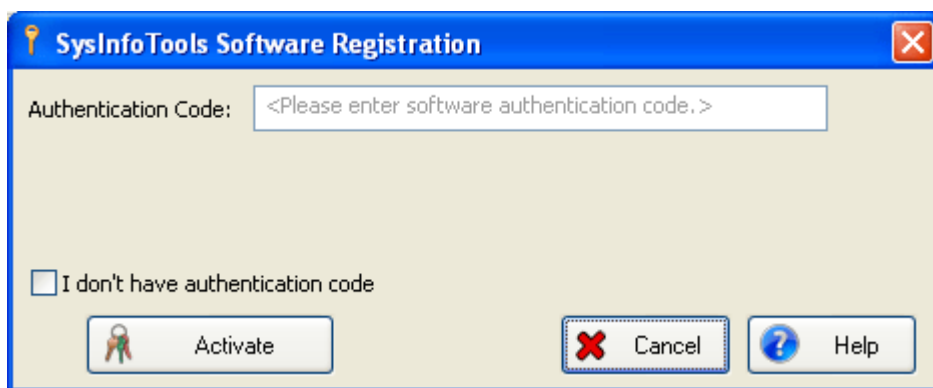 SysInfoTools Software Registration
Authentication Code: <Please enter software authentication code.>
I don't have authentication code
Activate Cancel Help